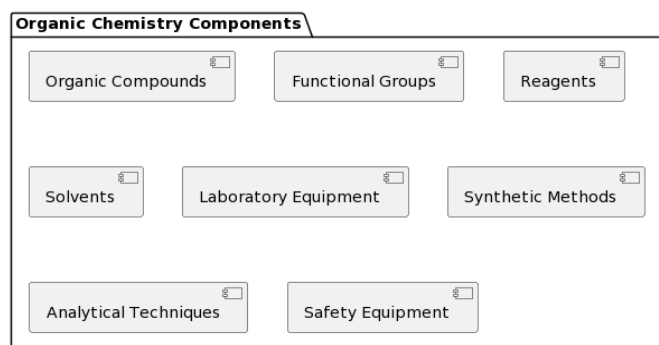 Organic Chemistry Components
Organic Compounds
Functional Groups
Reagents
Solvents
Laboratory Equipment
Synthetic Methods
Analytical Techniques
Safety Equipment